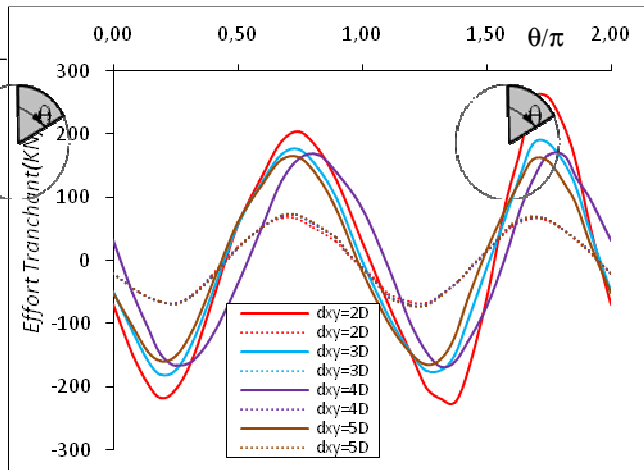 0,00 0,50 1,00 1,50 θ/π 2,00
300
200
100
0
-100
-200
-300
Effort Tranchant(KN
θ
θ
dxy=2D
dxy=2D
dxy=3D
dxy=3D
dxy=4D
dxy=4D
dxy=5D
dxy=5D